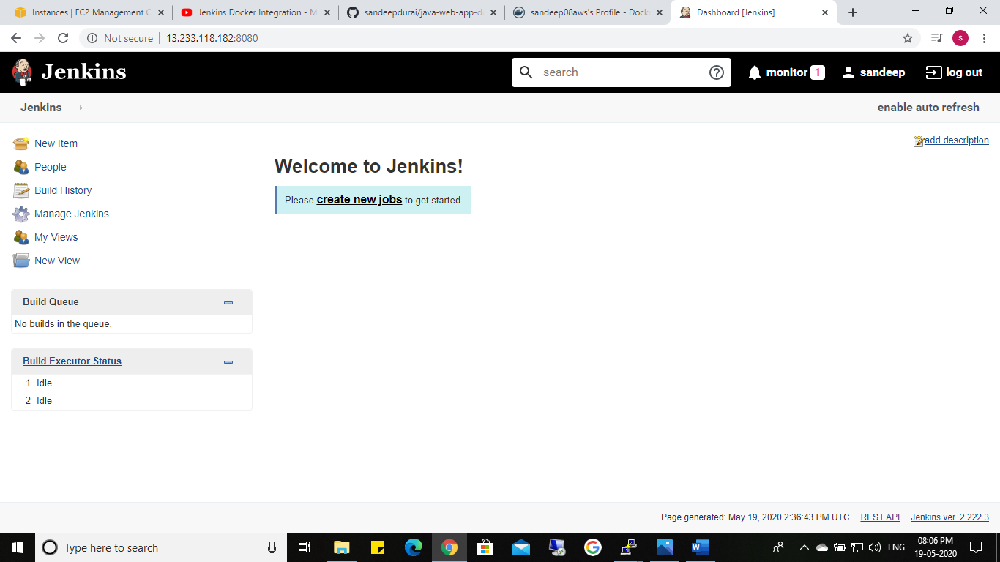 Instances | EC2 Management C
Jenkins Docker Integration - M
sandeepdurai/java-web-app-d
sandeep08aws's Profile - Dock
Dashboard [Jenkins]
Not secure
13.233.118.182:8080
s
Jenkins
search
monitor 1
sandeep
log out
Jenkins
enable auto refresh
New Item
People
Build History
Manage Jenkins
My Views
New View
add description
Welcome to Jenkins!
Please create new jobs to get started.
Build Queue
No builds in the queue.
Build Executor Status
1 Idle
2 Idle
Page generated: May 19, 2020 2:36:43 PM UTC
REST API
Jenkins ver. 2.222.3
Type here to search
ENG
08:06 PM
19-05-2020